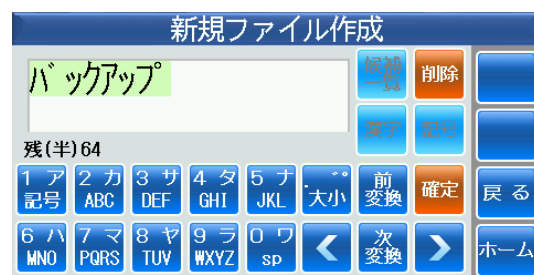 新規ファイル作成
バックアップ
候補一覧
削除
漢字
記号
残(半)64
1 ア 記号
2 カ ABC
3 サ DEF
4 タ GHI
5 ナ JKL
゛゜大小
前変換
確定
戻る
6 ハ MNO
7 マ PQRS
8 ヤ TUV
9 ラ WXYZ
0 ワ sp
次変換
ホーム